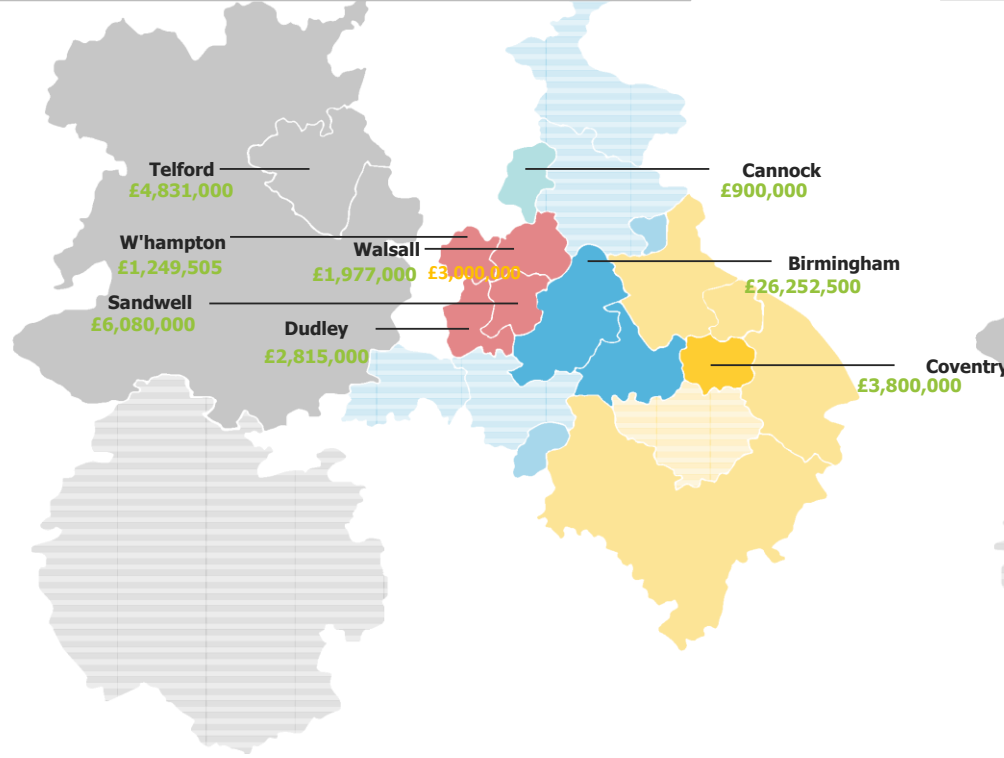 Telford
£4,831,000
Cannock
£900,000
W'hampton
£1,249,505
Walsall
£1,977,000 £3,000,000
Birmingham
£26,252,500
Sandwell
£6,080,000
Dudley
£2,815,000
Coventry
£3,800,000